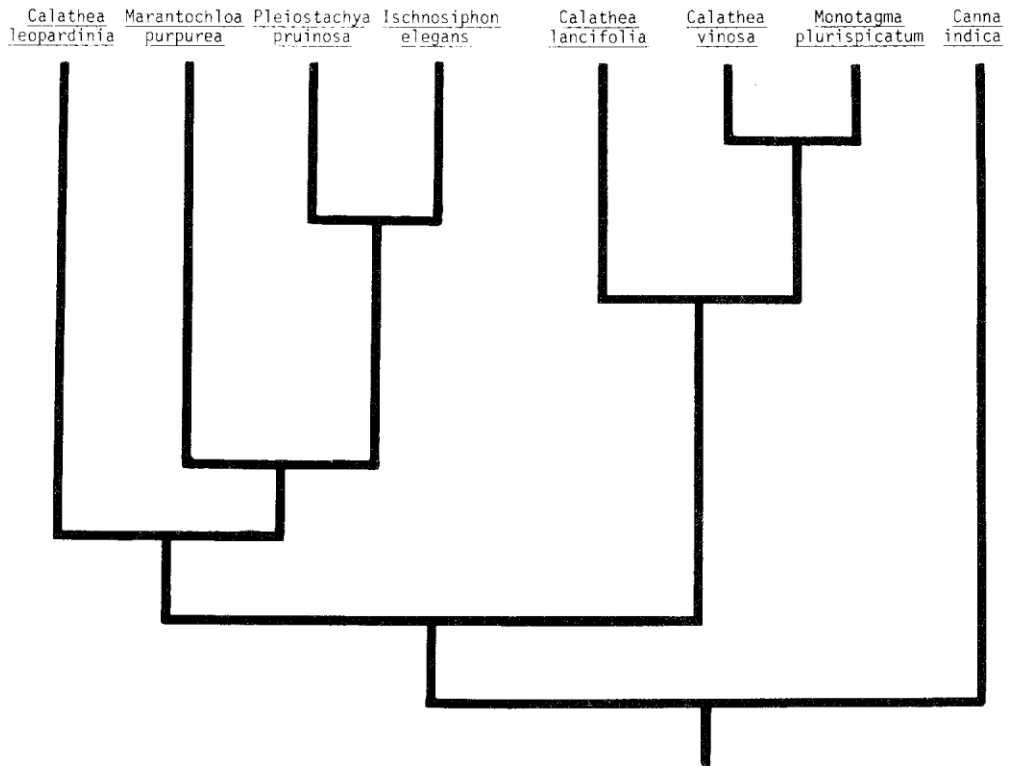 Calathea leopardinia
Marantochloa purpurea
Pleiostachya pruinosa
Ischnosiphon elegans
Calathea lancifolia
Calathea vinosa
Monotagma plurispicatum
Canna indica